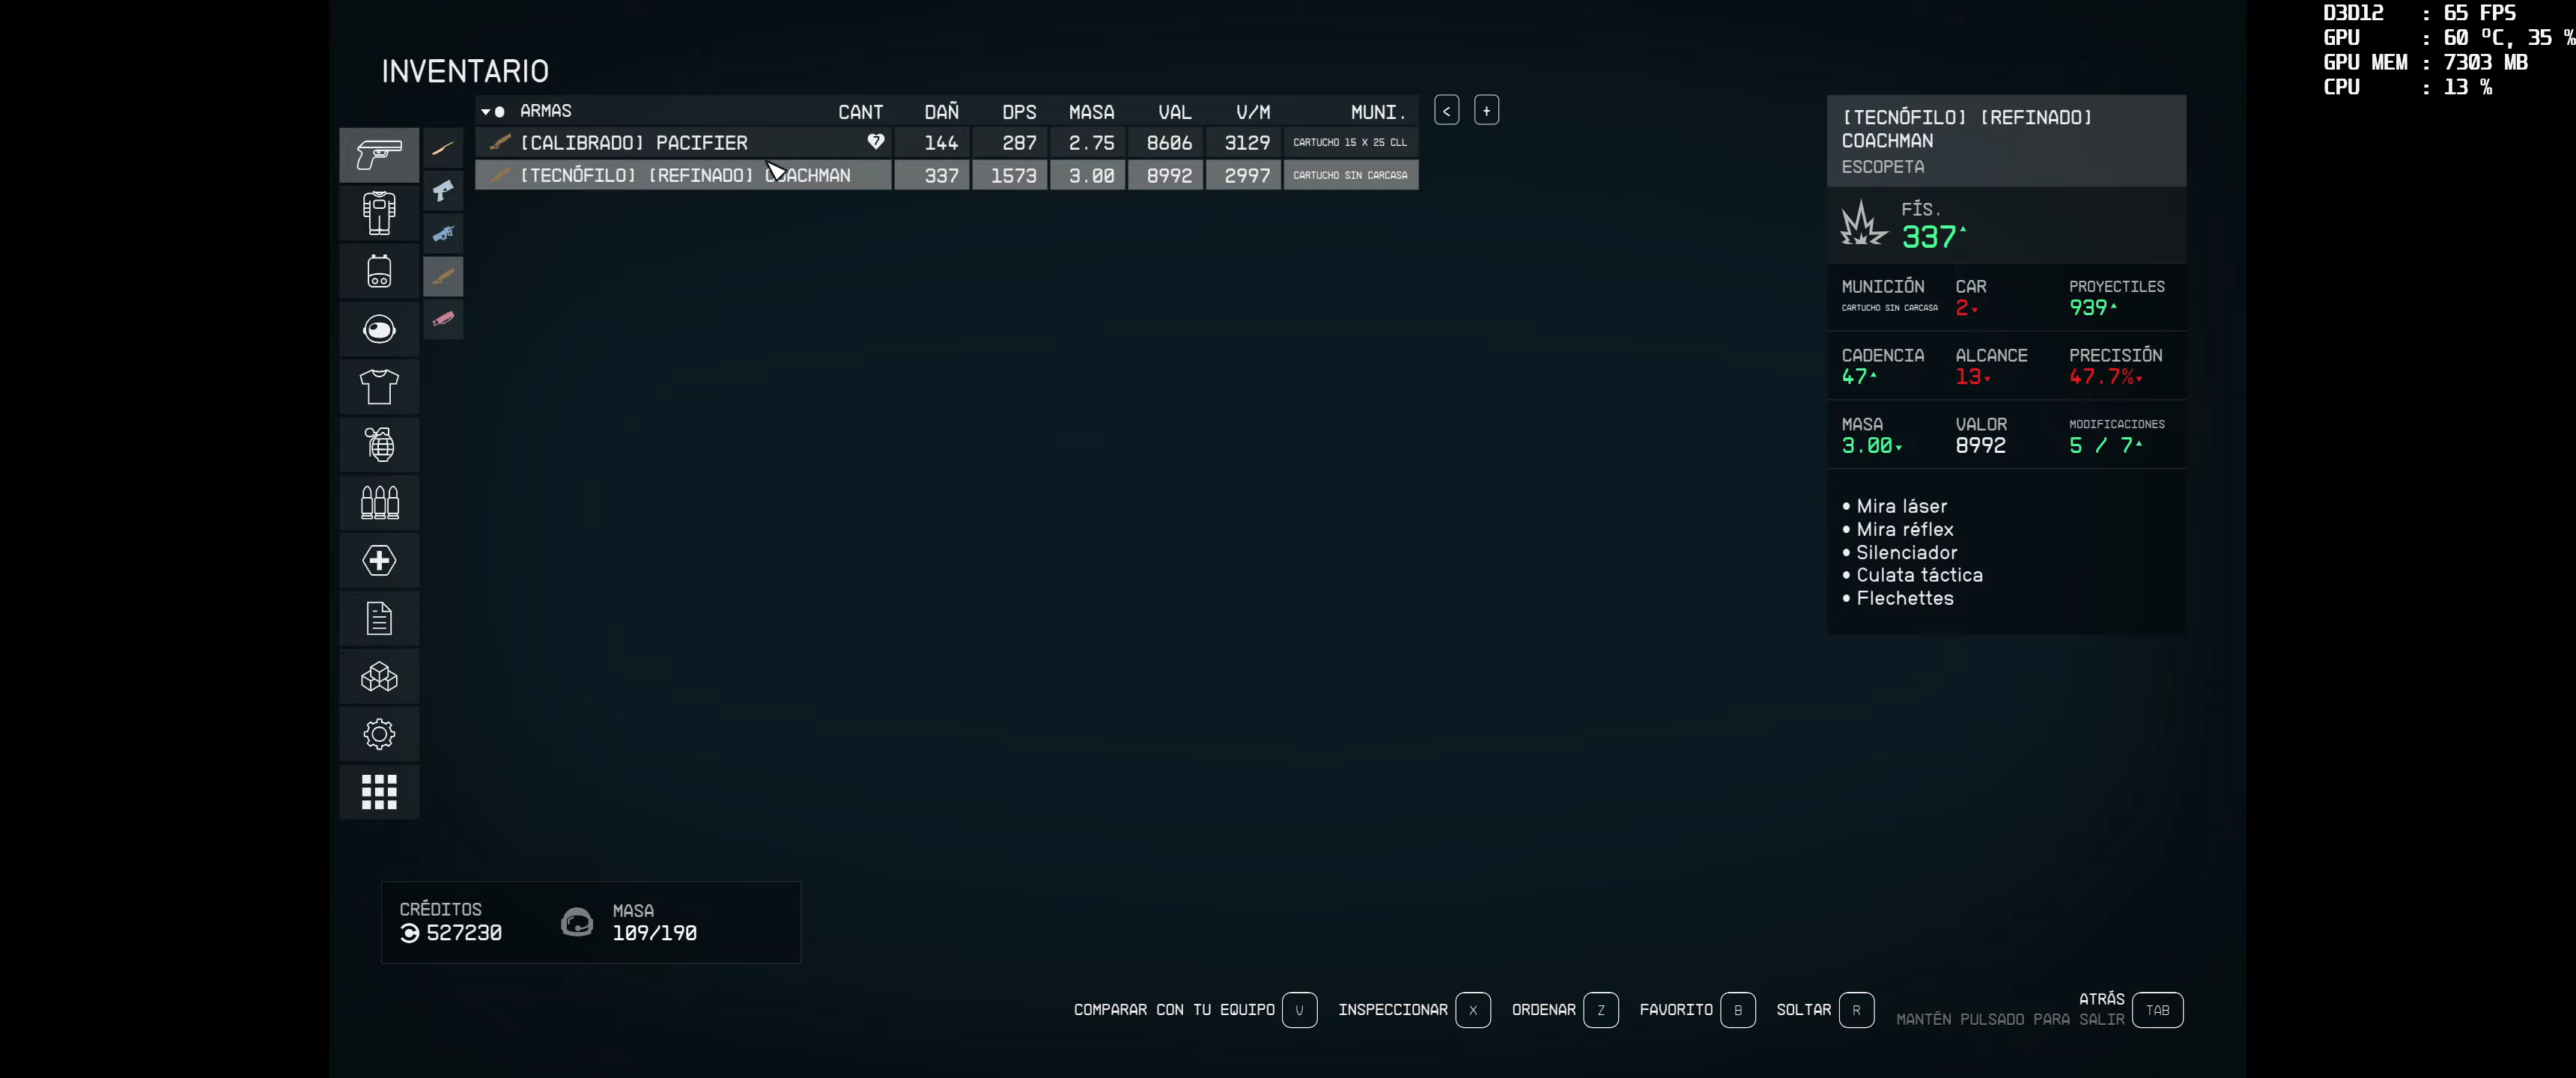 D3D12 : 65 FPS
GPU : 60 ºC, 35 %
GPU MEM : 7303 MB
CPU : 13 %
INVENTARIO
ARMAS CANT DAÑ DPS MASA VAL V/M MUNI. < +
[CALIBRADO] PACIFIER 7 144 287 2.75 8606 3129 CARTUCHO 15 X 25 CLL
[TECNÓFILO] [REFINADO] COACHMAN 337 1573 3.00 8992 2997 CARTUCHO SIN CARCASA
[TECNÓFILO] [REFINADO]
COACHMAN
ESCOPETA
FÍS.
337
MUNICIÓN CAR PROYECTILES
CARTUCHO SIN CARCASA 2 939
CADENCIA ALCANCE PRECISIÓN
47 13 47.7%
MASA VALOR MODIFICACIONES
3.00 8992 5 / 7
• Mira láser
• Mira réflex
• Silenciador
• Culata táctica
• Flechettes
CRÉDITOS MASA
527230 109/190
COMPARAR CON TU EQUIPO V INSPECCIONAR X ORDENAR Z FAVORITO B SOLTAR R ATRÁS TAB
MANTÉN PULSADO PARA SALIR